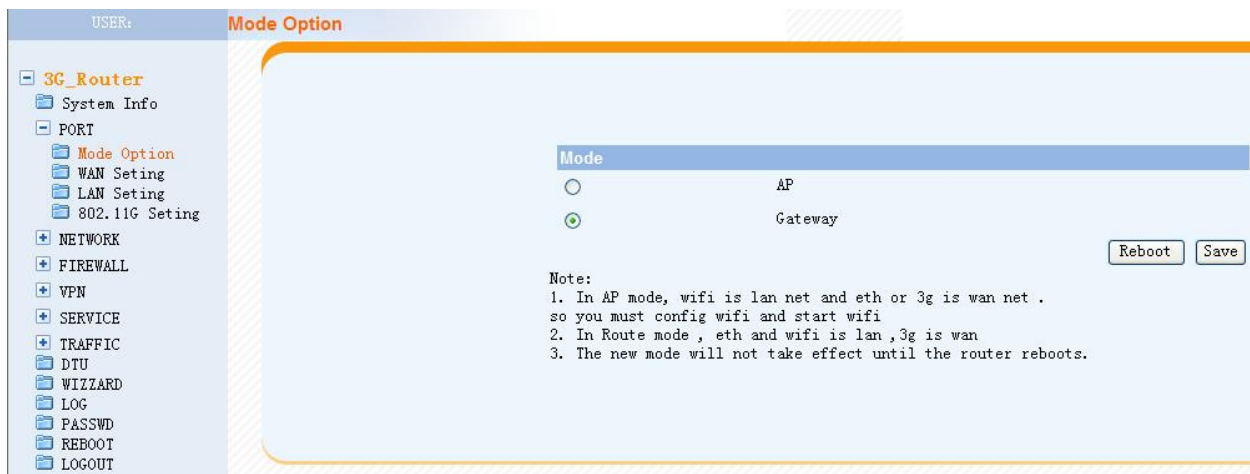 USER:
Mode Option
3G_Router
System Info
PORT
Mode Option
WAN Seting
LAN Seting
802.11G Seting
NETWORK
FIREWALL
VPN
SERVICE
TRAFFIC
DTU
WIZZARD
LOG
PASSWD
REBOOT
LOGOUT
Mode
AP
Gateway
Reboot Save
Note:
1. In AP mode, wifi is lan net and eth or 3g is wan net .
so you must config wifi and start wifi
2. In Route mode , eth and wifi is lan ,3g is wan
3. The new mode will not take effect until the router reboots.